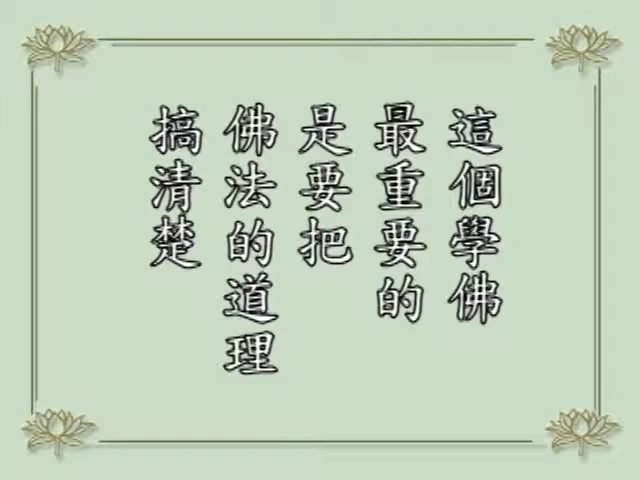 這個學佛
最重要的
是要把
佛法的道理
搞清楚